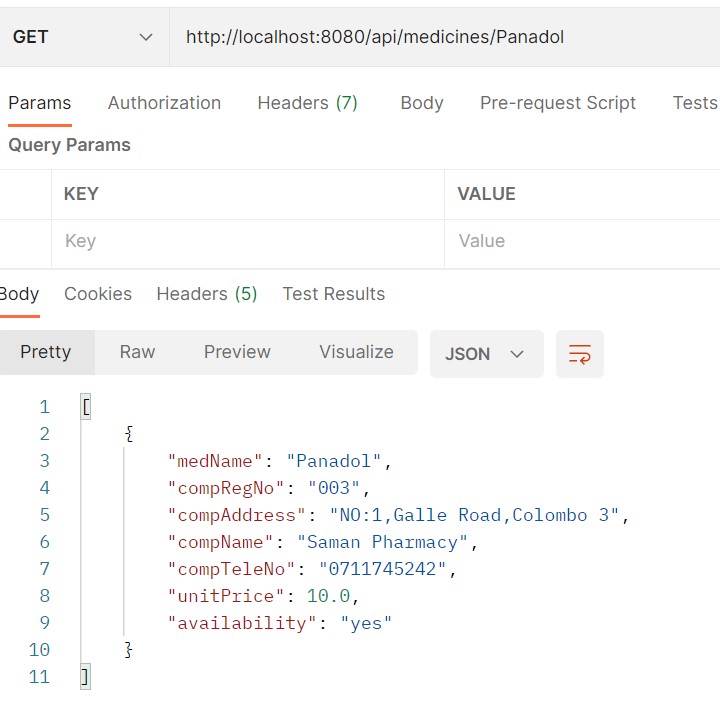 GET http://localhost:8080/api/medicines/Panadol
Params Authorization Headers (7) Body Pre-request Script Tests
Query Params
KEY VALUE
Key Value
Body Cookies Headers (5) Test Results
Pretty Raw Preview Visualize JSON
1 [
2 {
3 "medName": "Panadol",
4 "compRegNo": "003",
5 "compAddress": "NO:1,Galle Road,Colombo 3",
6 "compName": "Saman Pharmacy",
7 "compTeleNo": "0711745242",
8 "unitPrice": 10.0,
9 "availability": "yes"
10 }
11 ]